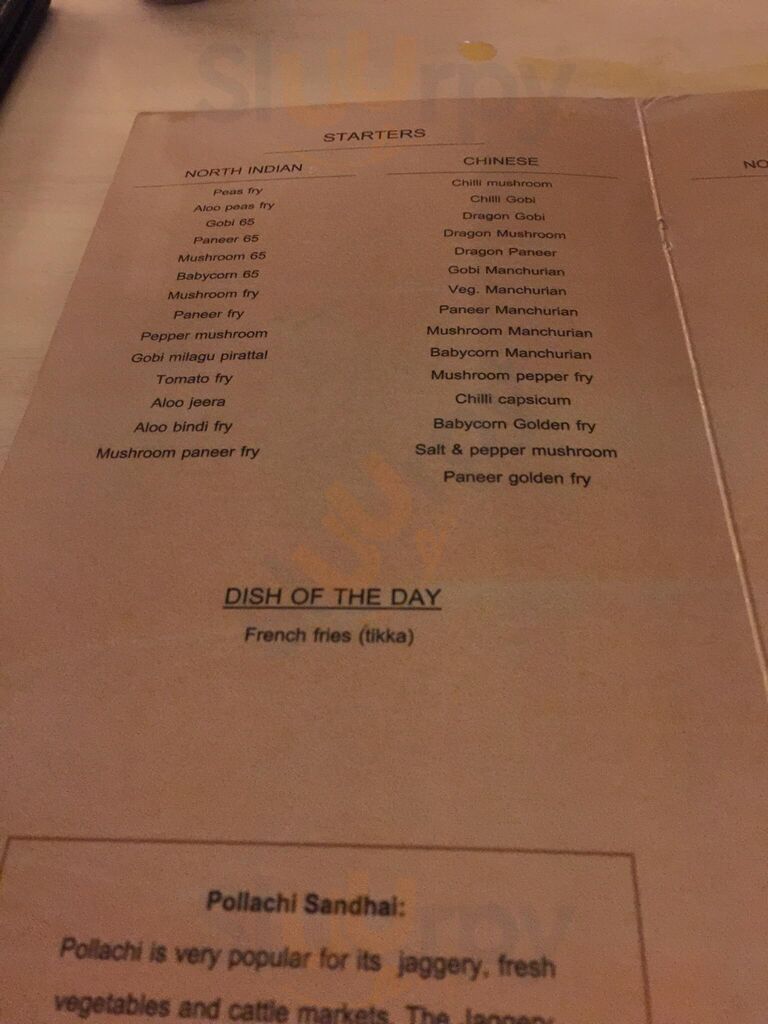 Slurrpy
STARTERS
NORTH INDIAN
Peas fry
Aloo peas fry
Gobi 65
Paneer 65
Mushroom 65
Babycorn 65
Mushroom fry
Paneer fry
Pepper mushroom
Gobi milagu pirattal
Tomato fry
Aloo jeera
Aloo bindi fry
Mushroom paneer fry
CHINESE
Chilli mushroom
Chilli Gobi
Dragon Gobi
Dragon Mushroom
Dragon Paneer
Gobi Manchurian
Veg. Manchurian
Paneer Manchurian
Mushroom Manchurian
Babycorn Manchurian
Mushroom pepper fry
Chilli capsicum
Babycorn Golden fry
Salt & pepper mushroom
Paneer golden fry
NO
DISH OF THE DAY
French fries (tikka)
Pollachi Sandhai:
Pollachi is very popular for its jaggery, fresh
vegetables and cattle markets. The Jaggery